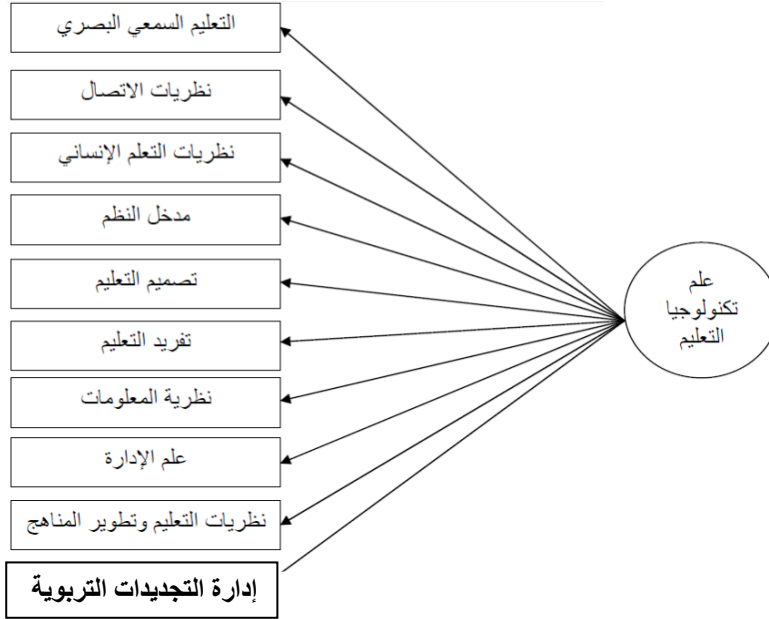 التعليم السمعي البصري
نظريات الاتصال
نظريات التعلم الإنساني
مدخل النظم
تصميم التعليم
تفريد التعليم
نظرية المعلومات
علم الإدارة
نظريات التعليم وتطوير المناهج
إدارة التجديدات التربوية
علم
تكنولوجيا
التعليم